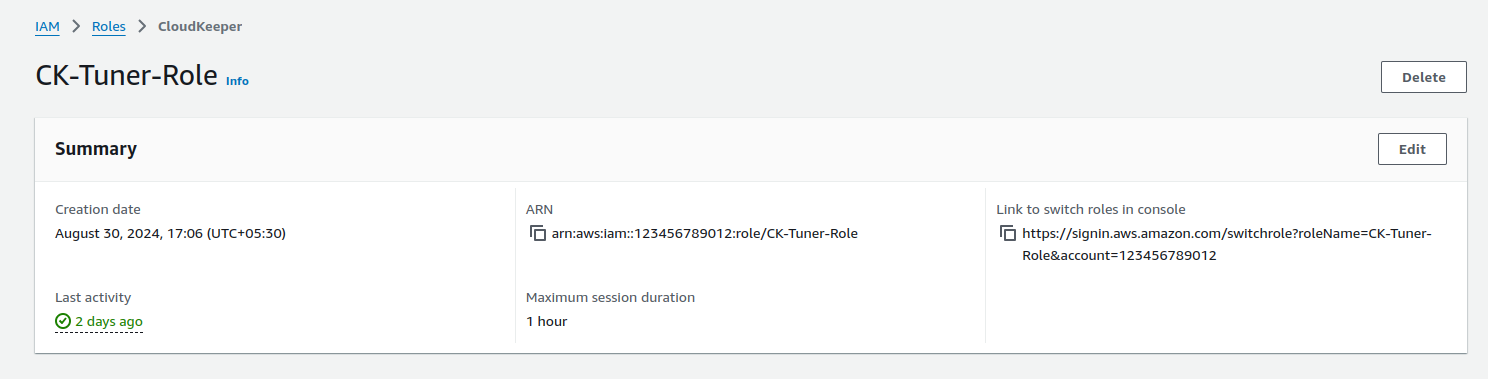 IAM > Roles > CloudKeeper
CK-Tuner-Role Info
Delete
Summary
Edit
Creation date
August 30, 2024, 17:06 (UTC+05:30)
ARN
arn:aws:iam::123456789012:role/CK-Tuner-Role
Link to switch roles in console
https://signin.aws.amazon.com/switchrole?roleName=CK-Tuner-
Role&account=123456789012
Last activity
2 days ago
Maximum session duration
1 hour